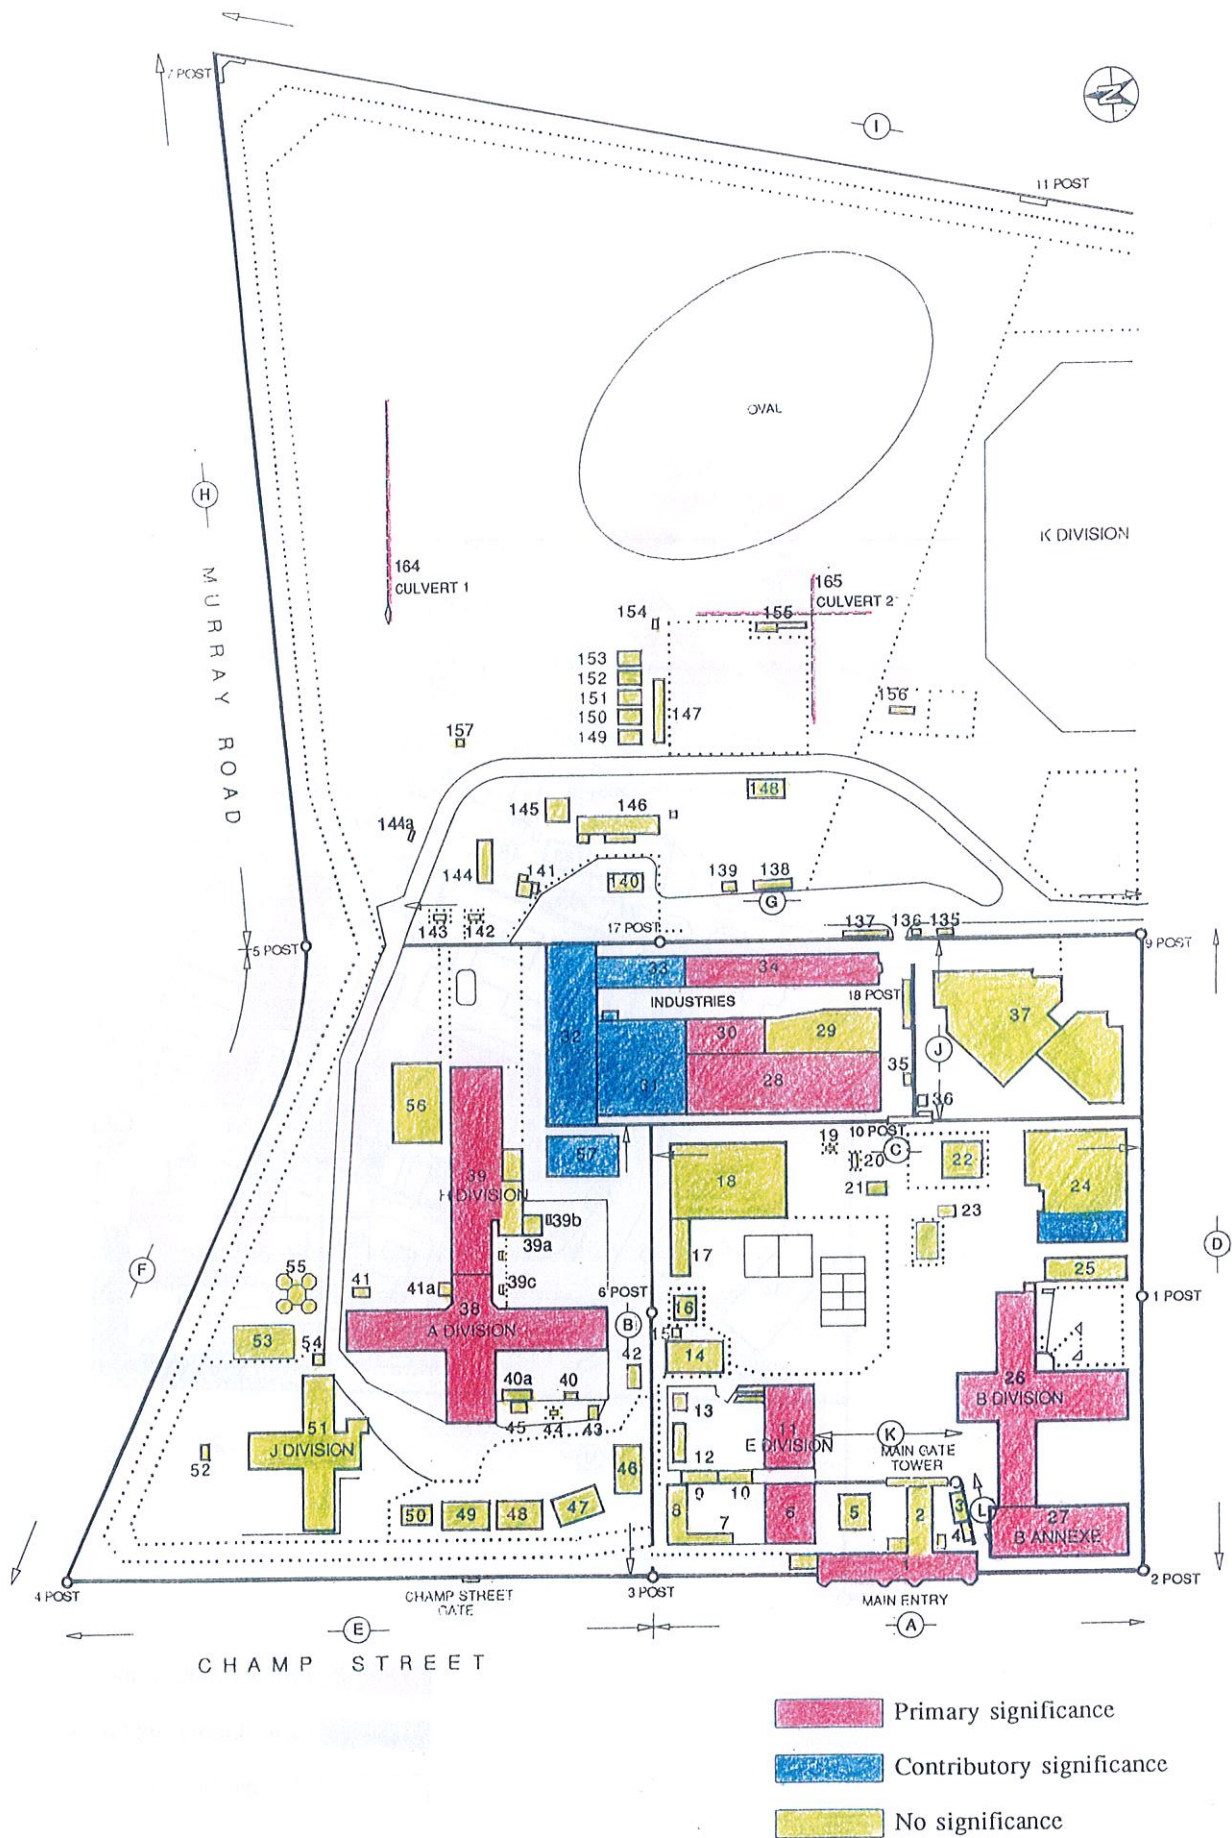 7 POST
N
I
11 POST
OVAL
H
K DIVISION
MURRAY ROAD
164
CULVERT 1
165
CULVERT 2
154
155
153
152
151
150
149
147
156
157
148
145
146
144a
144
141
140
139
138
G
143
142
17 POST
137
136
135
5 POST
9 POST
33
34
INDUSTRIES
18 POST
37
32
30
29
31
28
35
J
36
56
57
19
10 POST
C
20
22
18
21
24
39
H DIVISION
39b
39a
23
D
17
25
F
55
41
41a
39c
6 POST
16
1 POST
38
A DIVISION
B
15
53
54
42
14
26
B DIVISION
40a
40
13
11
E DIVISION
K
MAIN GATE
TOWER
45
44
43
51
J DIVISION
12
52
46
9
10
50
49
48
47
8
7
6
5
2
3
L
4
27
B ANNEXE
1
4 POST
CHAMP STREET
GATE
3 POST
MAIN ENTRY
2 POST
E
A
CHAMP STREET
Primary significance
Contributory significance
No significance